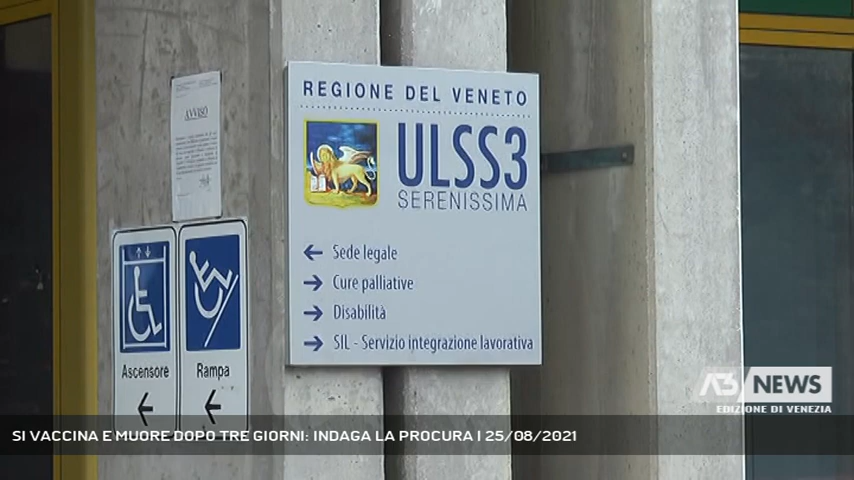 AVVISO
REGIONE DEL VENETO
ULSS3
SERENISSIMA
← Sede legale
→ Cure palliative
→ Disabilità
→ SIL - Servizio integrazione lavorativa
Ascensore
←
Rampa
←
A3 NEWS
EDIZIONE DI VENEZIA
SI VACCINA E MUORE DOPO TRE GIORNI: INDAGA LA PROCURA | 25/08/2021